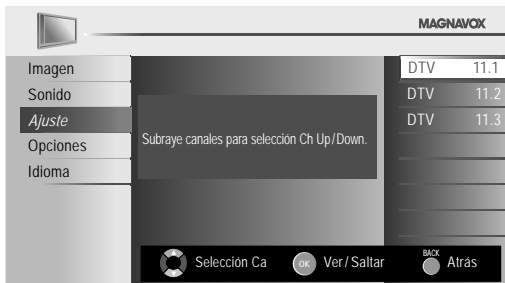 MAGNAVOX
Imagen
Sonido
Ajuste
Opciones
Idioma
Subraye canales para selección Ch Up/Down.
DTV 11.1
DTV 11.2
DTV 11.3
Selección Ca
OK Ver / Saltar
BACK Atrás